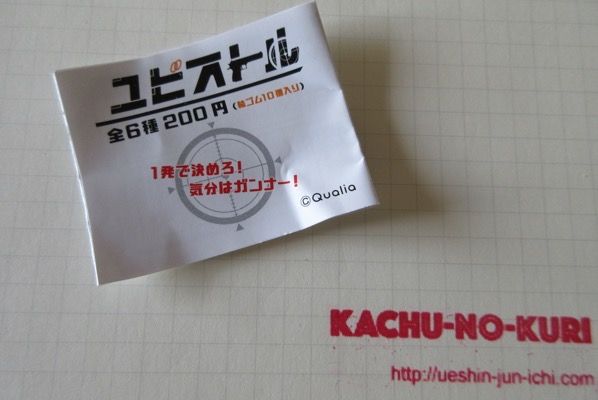 ユビストル
全6種 200円 (輪ゴム10個入り)
1発で決めろ!
気分はガンナー!
©Qualia
KACHU-NO-KURI
http://ueshin-jun-ichi.com